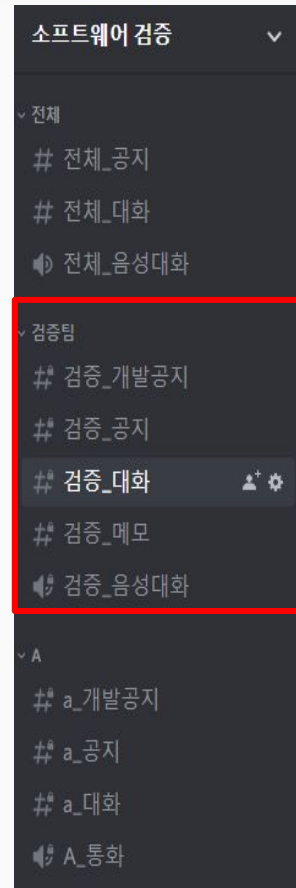 소프트웨어 검증
전체
전체_공지
전체_대화
전체_음성대화
검증팀
검증_개발공지
검증_공지
검증_대화
검증_메모
검증_음성대화
A
a_개발공지
a_공지
a_대화
A_통화